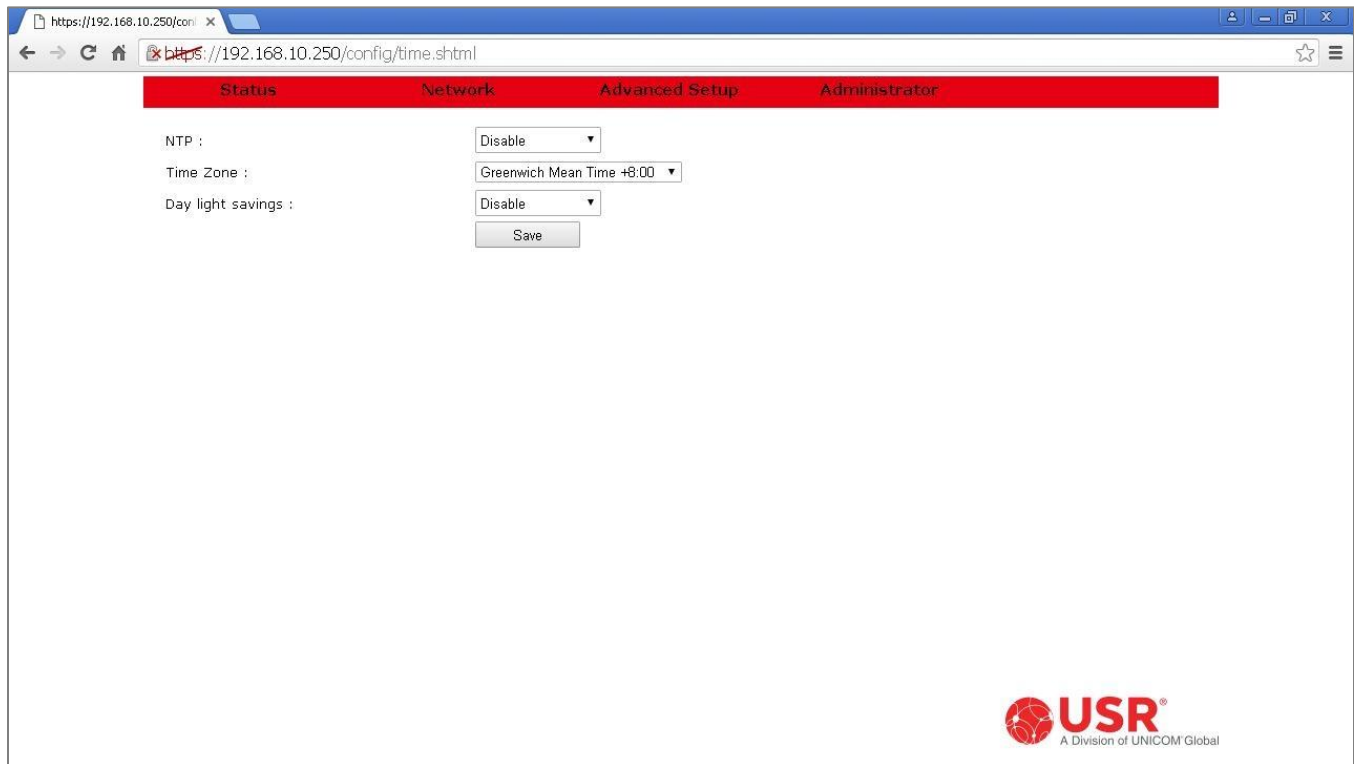 https://192.168.10.250/con
https://192.168.10.250/config/time.shtml
Status Network Advanced Setup Administrator
NTP : Disable
Time Zone : Greenwich Mean Time +8:00
Day light savings : Disable
Save
USR®
A Division of UNICOM Global